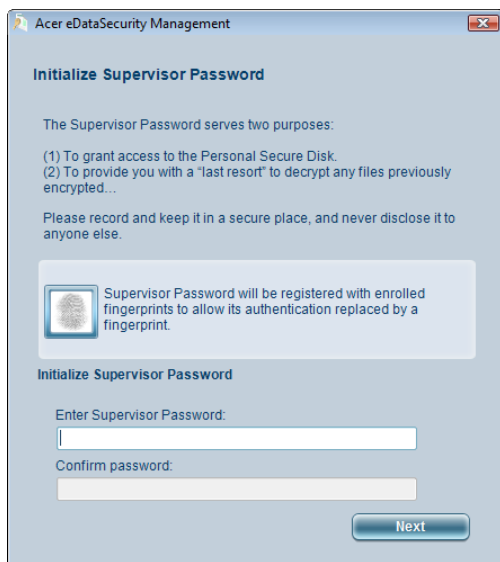 Acer eDataSecurity Management
Initialize Supervisor Password
The Supervisor Password serves two purposes:
(1) To grant access to the Personal Secure Disk.
(2) To provide you with a “last resort” to decrypt any files previously
encrypted...
Please record and keep it in a secure place, and never disclose it to
anyone else.
Supervisor Password will be registered with enrolled
fingerprints to allow its authentication replaced by a
fingerprint.
Initialize Supervisor Password
Enter Supervisor Password:
Confirm password:
Next